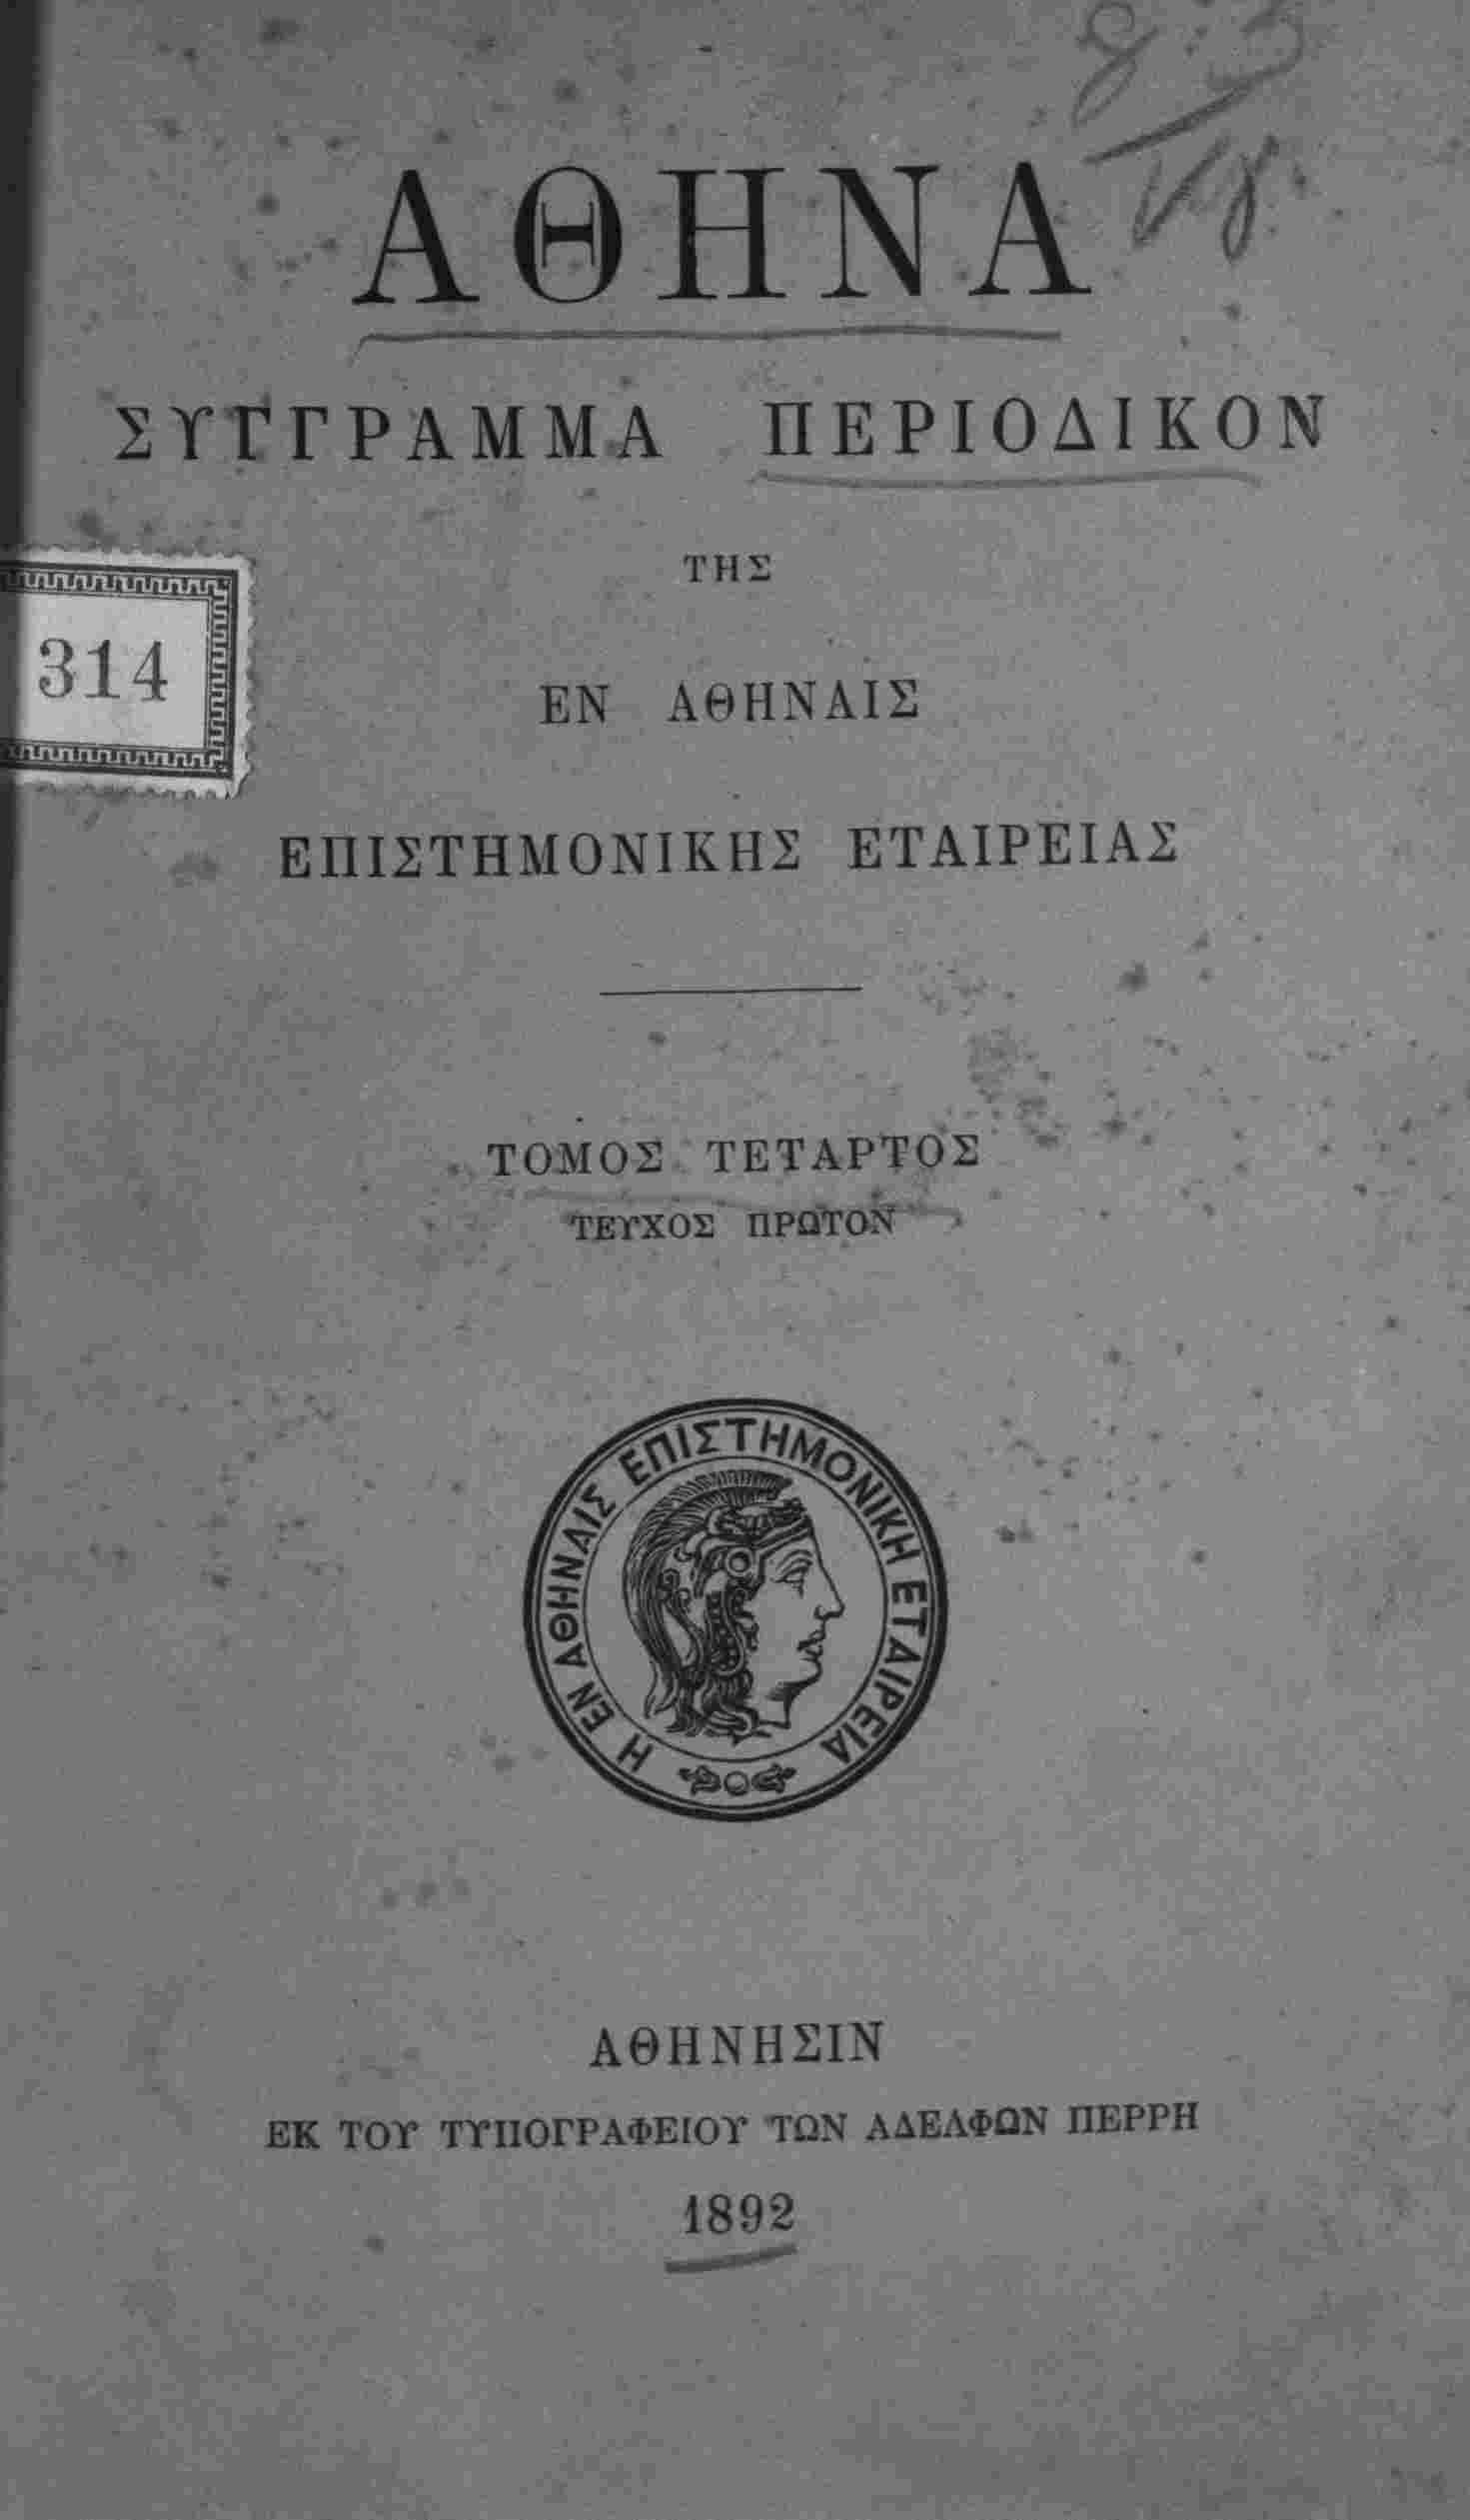 ΑΘΗΝΑ
ΣΥΓΓΡΑΜΜΑ ΠΕΡΙΟΔΙΚΟΝ
ΤΗΣ
314
ΕΝ ΑΘΗΝΑΙΣ
ΕΠΙΣΤΗΜΟΝΙΚΗΣ ΕΤΑΙΡΕΙΑΣ
ΤΟΜΟΣ ΤΕΤΑΡΤΟΣ
ΤΕΥΧΟΣ ΠΡΩΤΟΝ
Η ΕΝ ΑΘΗΝΑΙΣ ΕΠΙΣΤΗΜΟΝΙΚΗ ΕΤΑΙΡΕΙΑ
ΑΘΗΝΗΣΙΝ
ΕΚ ΤΟΥ ΤΥΠΟΓΡΑΦΕΙΟΥ ΤΩΝ ΑΔΕΛΦΩΝ ΠΕΡΡΗ
1892